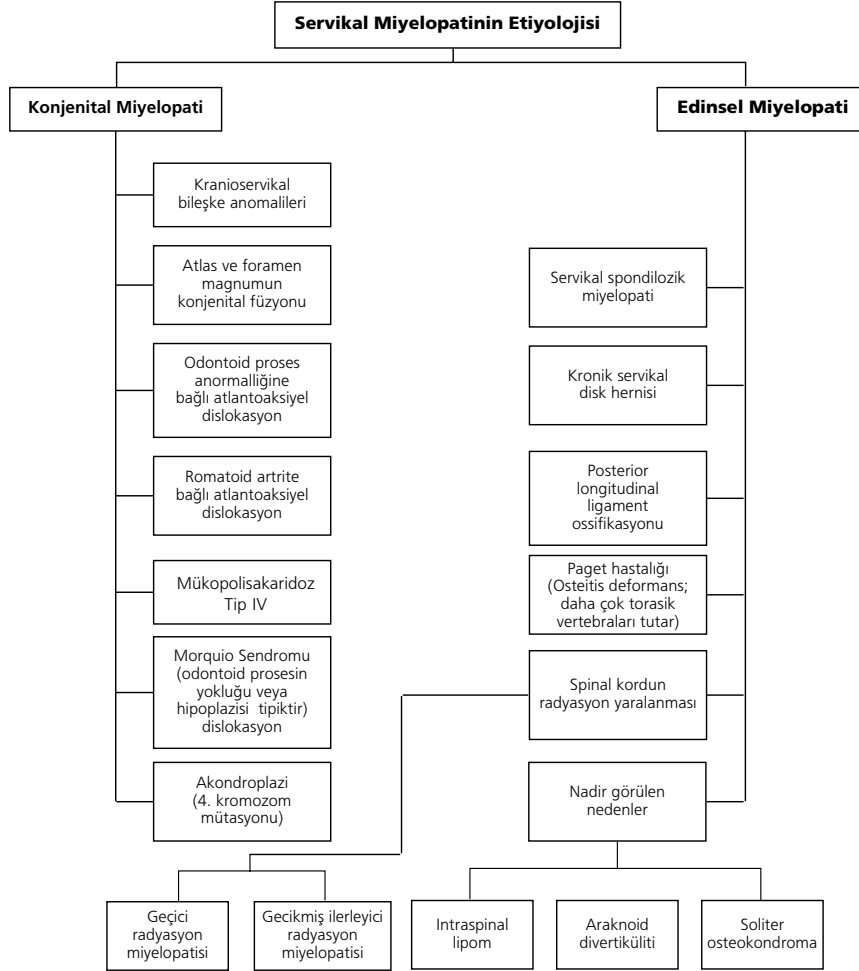 Servikal Miyelopatinin Etiyolojisi
Konjenital Miyelopati
Kranioservikal
bileşke anomalileri
Atlas ve foramen
magnumun
konjenital füzyonu
Odontoid proses
anormalliğine
bağlı atlantoaksiyel
dislokasyon
Romatoid artrite
bağlı atlantoaksiyel
dislokasyon
Mükopolisakaridoz
Tip IV
Morquio Sendromu
(odontoid prosesin
yokluğu veya
hipoplazisi tipiktir)
dislokasyon
Akondroplazi
(4. kromozom
mütasyonu)
Edinsel Miyelopati
Servikal spondilozik
miyelopati
Kronik servikal
disk hernisi
Posterior
longitudinal
ligament
ossifikasyonu
Paget hastalığı
(Osteitis deformans;
daha çok torasik
vertebraları tutar)
Spinal kordun
radyasyon yaralanması
Nadir görülen
nedenler
Geçici
radyasyon
miyelopatisi
Gecikmiş ilerleyici
radyasyon
miyelopatisi
Intraspinal
lipom
Araknoid
divertiküliti
Soliter
osteokondroma